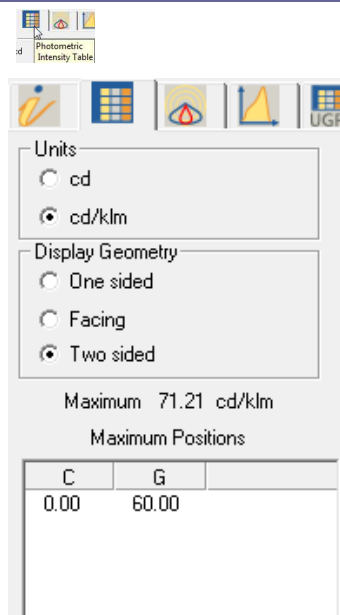 Photometric
Intensity Table
UGR
Units
cd
cd/klm
Display Geometry
One sided
Facing
Two sided
Maximum 71.21 cd/klm
Maximum Positions
C G
0.00 60.00